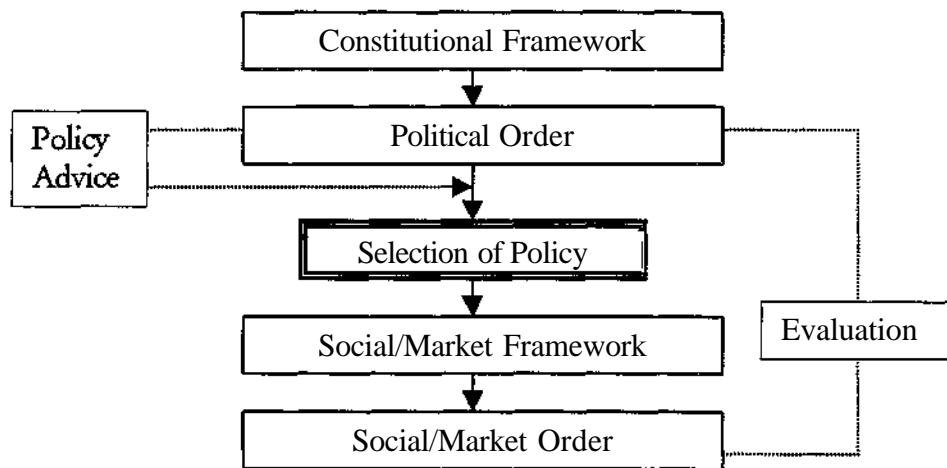 Constitutional Framework
Policy
Advice
Political Order
Selection of Policy
Social/Market Framework
Evaluation
Social/Market Order